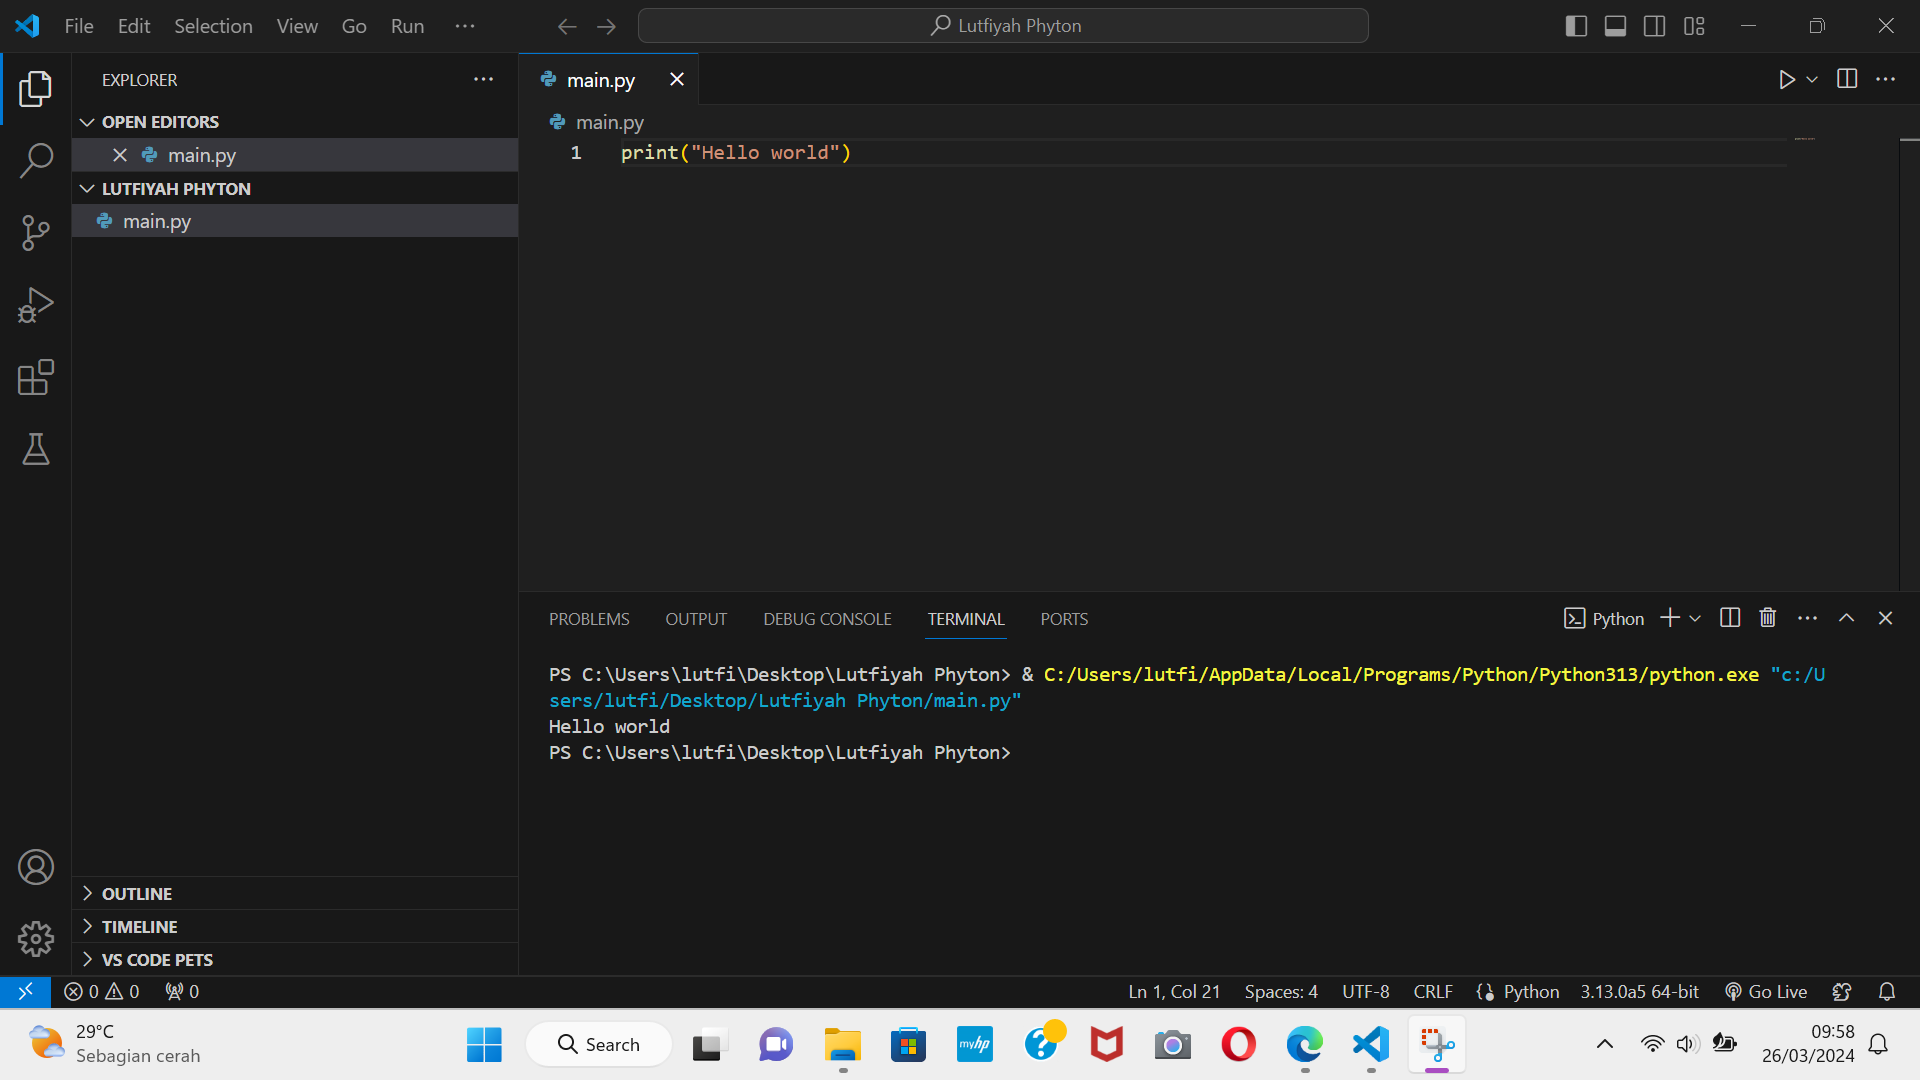 File Edit Selection View Go Run ···
Lutfiyah Phyton
EXPLORER
OPEN EDITORS
main.py
LUTFIYAH PHYTON
main.py
OUTLINE
TIMELINE
VS CODE PETS
main.py
main.py
1 print("Hello world")
PROBLEMS OUTPUT DEBUG CONSOLE TERMINAL PORTS
Python
PS C:\Users\lutfi\Desktop\Lutfiyah Phyton> & C:/Users/lutfi/AppData/Local/Programs/Python/Python313/python.exe "c:/U
sers/lutfi/Desktop/Lutfiyah Phyton/main.py"
Hello world
PS C:\Users\lutfi\Desktop\Lutfiyah Phyton>
0 0 0
Ln 1, Col 21 Spaces: 4 UTF-8 CRLF Python 3.13.0a5 64-bit Go Live
29°C
Sebagian cerah
Search
myhp
09:58
26/03/2024